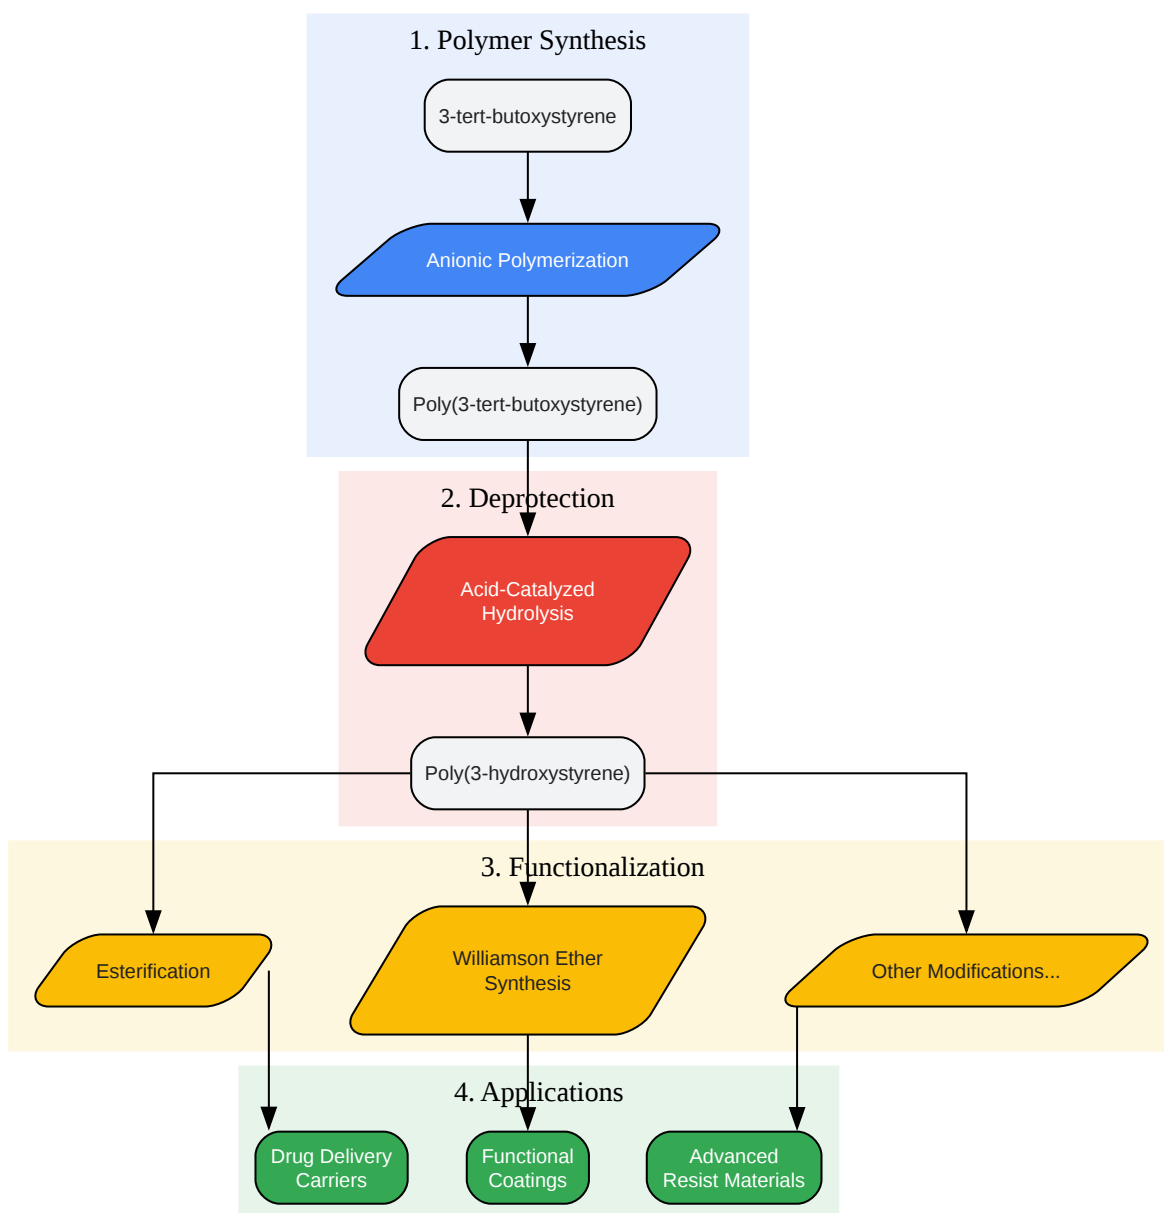 1. Polymer Synthesis
3-tert-butoxystyrene
Anionic Polymerization
Poly(3-tert-butoxystyrene)
2. Deprotection
Acid-Catalyzed
Hydrolysis
Poly(3-hydroxystyrene)
3. Functionalization
Esterification
Williamson Ether
Synthesis
Other Modifications...
4. Applications
Drug Delivery
Carriers
Functional
Coatings
Advanced
Resist Materials